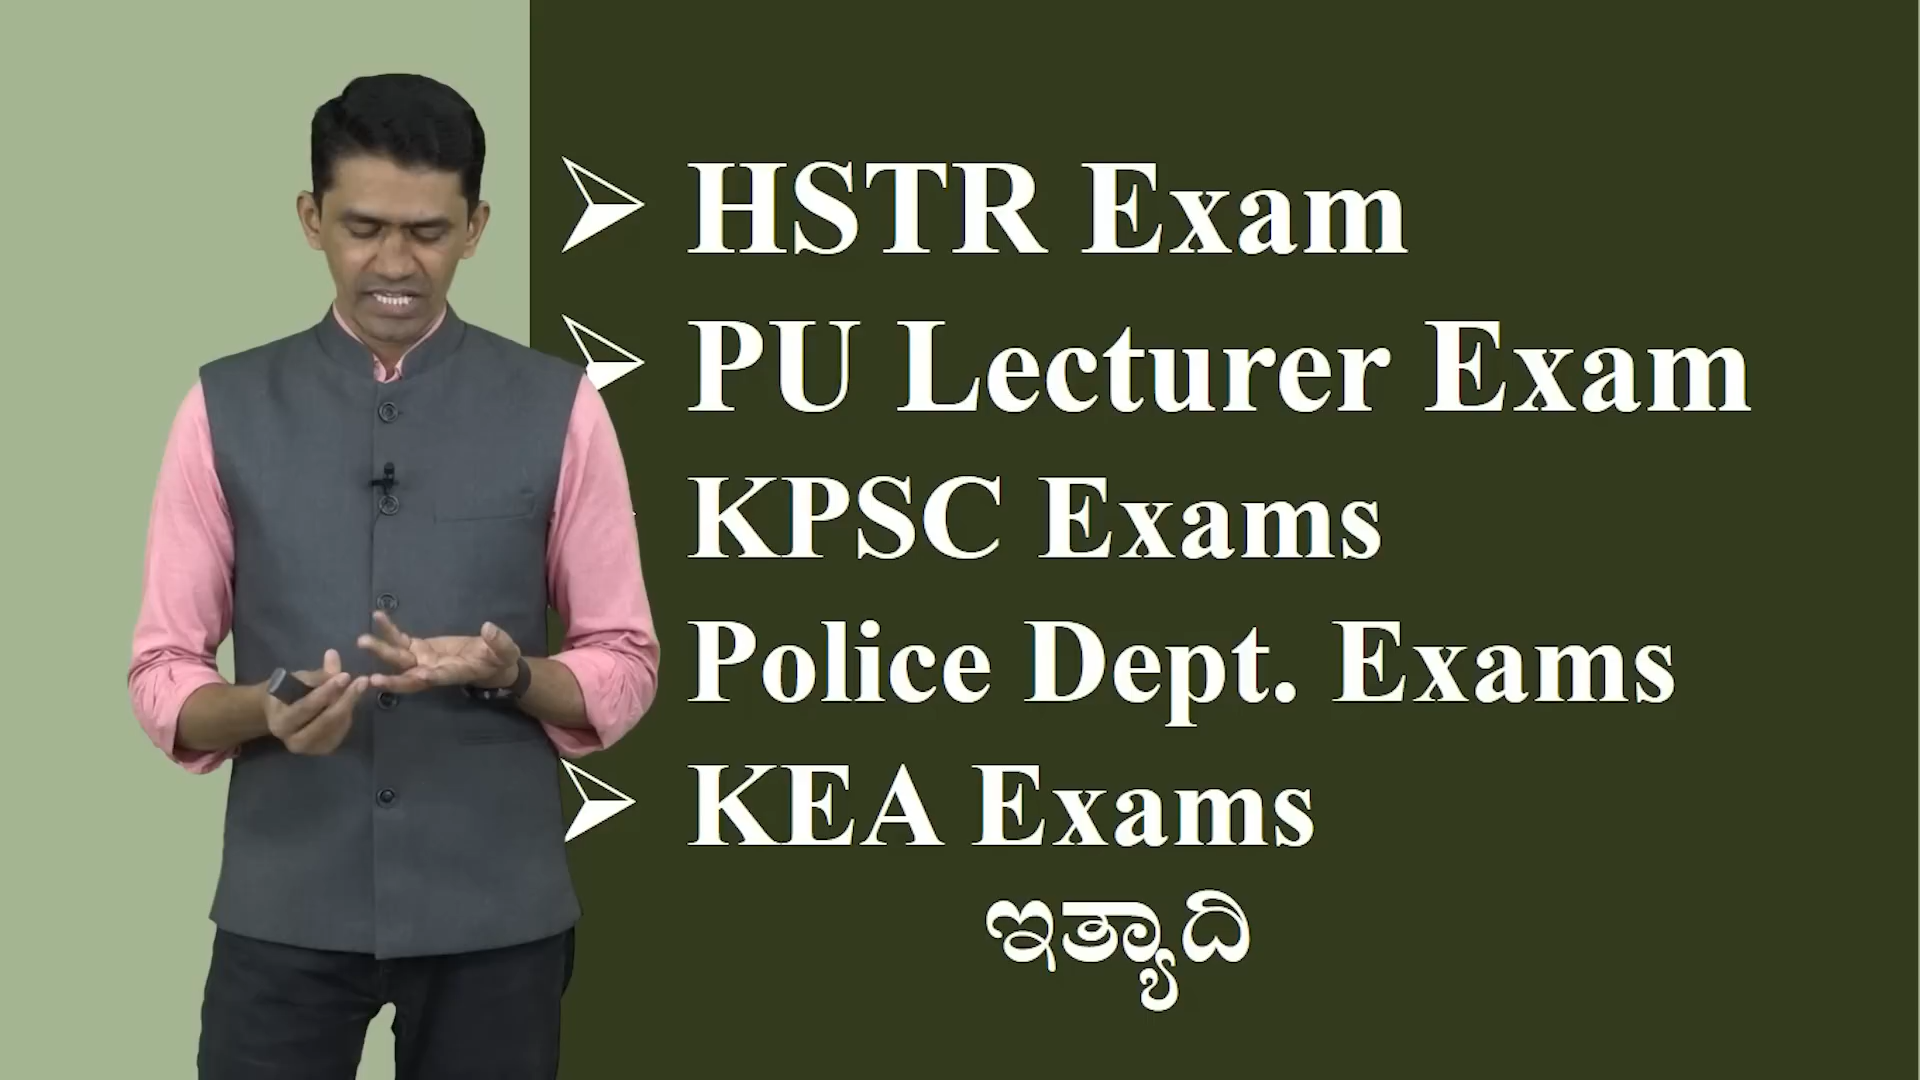 HSTR Exam
PU Lecturer Exam
KPSC Exams
Police Dept. Exams
KEA Exams
ಇತ್ಯಾದಿ